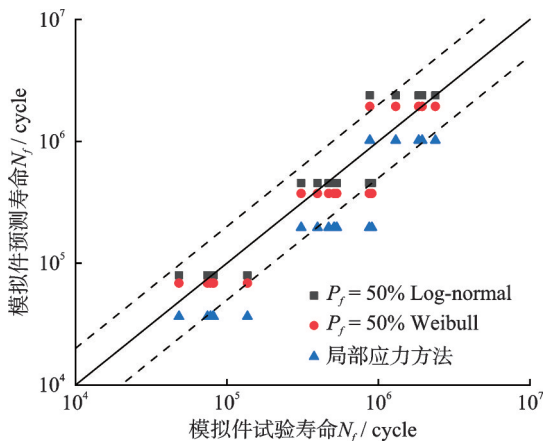 10^7
10^6
10^5
10^4
模拟件预测寿命N_f / cycle
P_f = 50% Log-normal
P_f = 50% Weibull
局部应力方法
10^4 10^5 10^6 10^7
模拟件试验寿命N_f / cycle